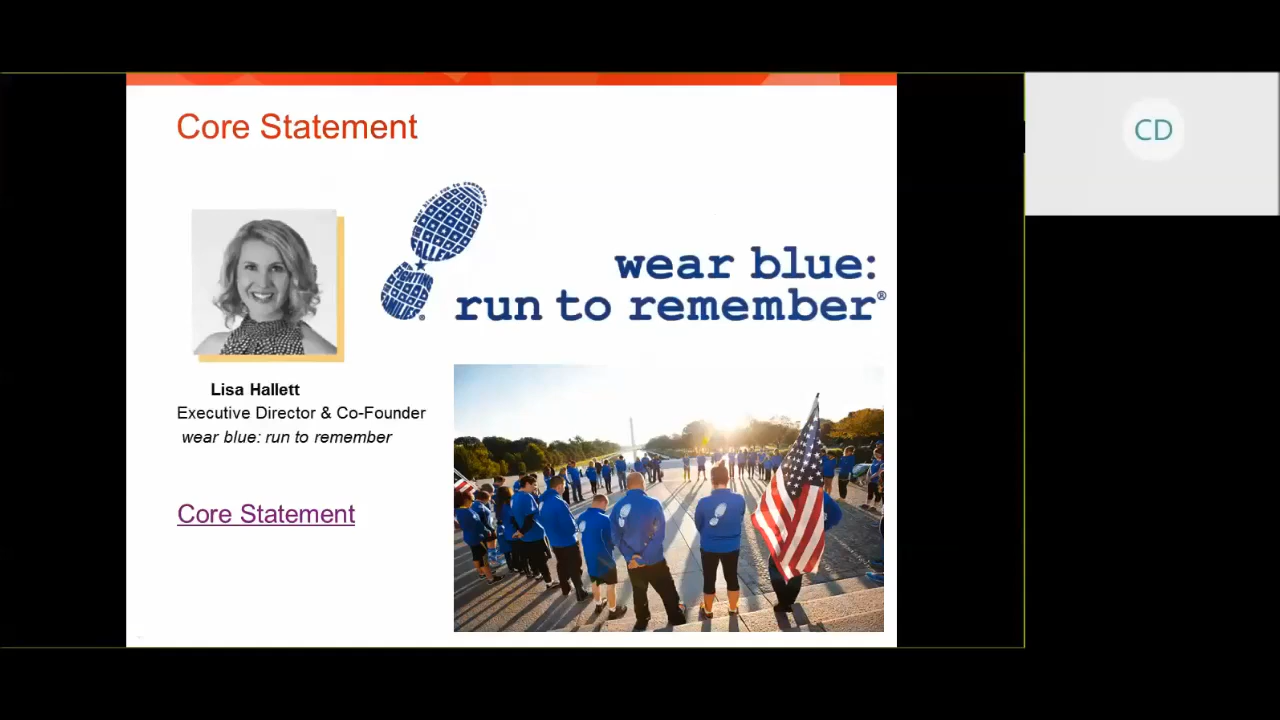 Core Statement
CD
wear blue:
run to remember®
Lisa Hallett
Executive Director & Co-Founder
wear blue: run to remember
Core Statement